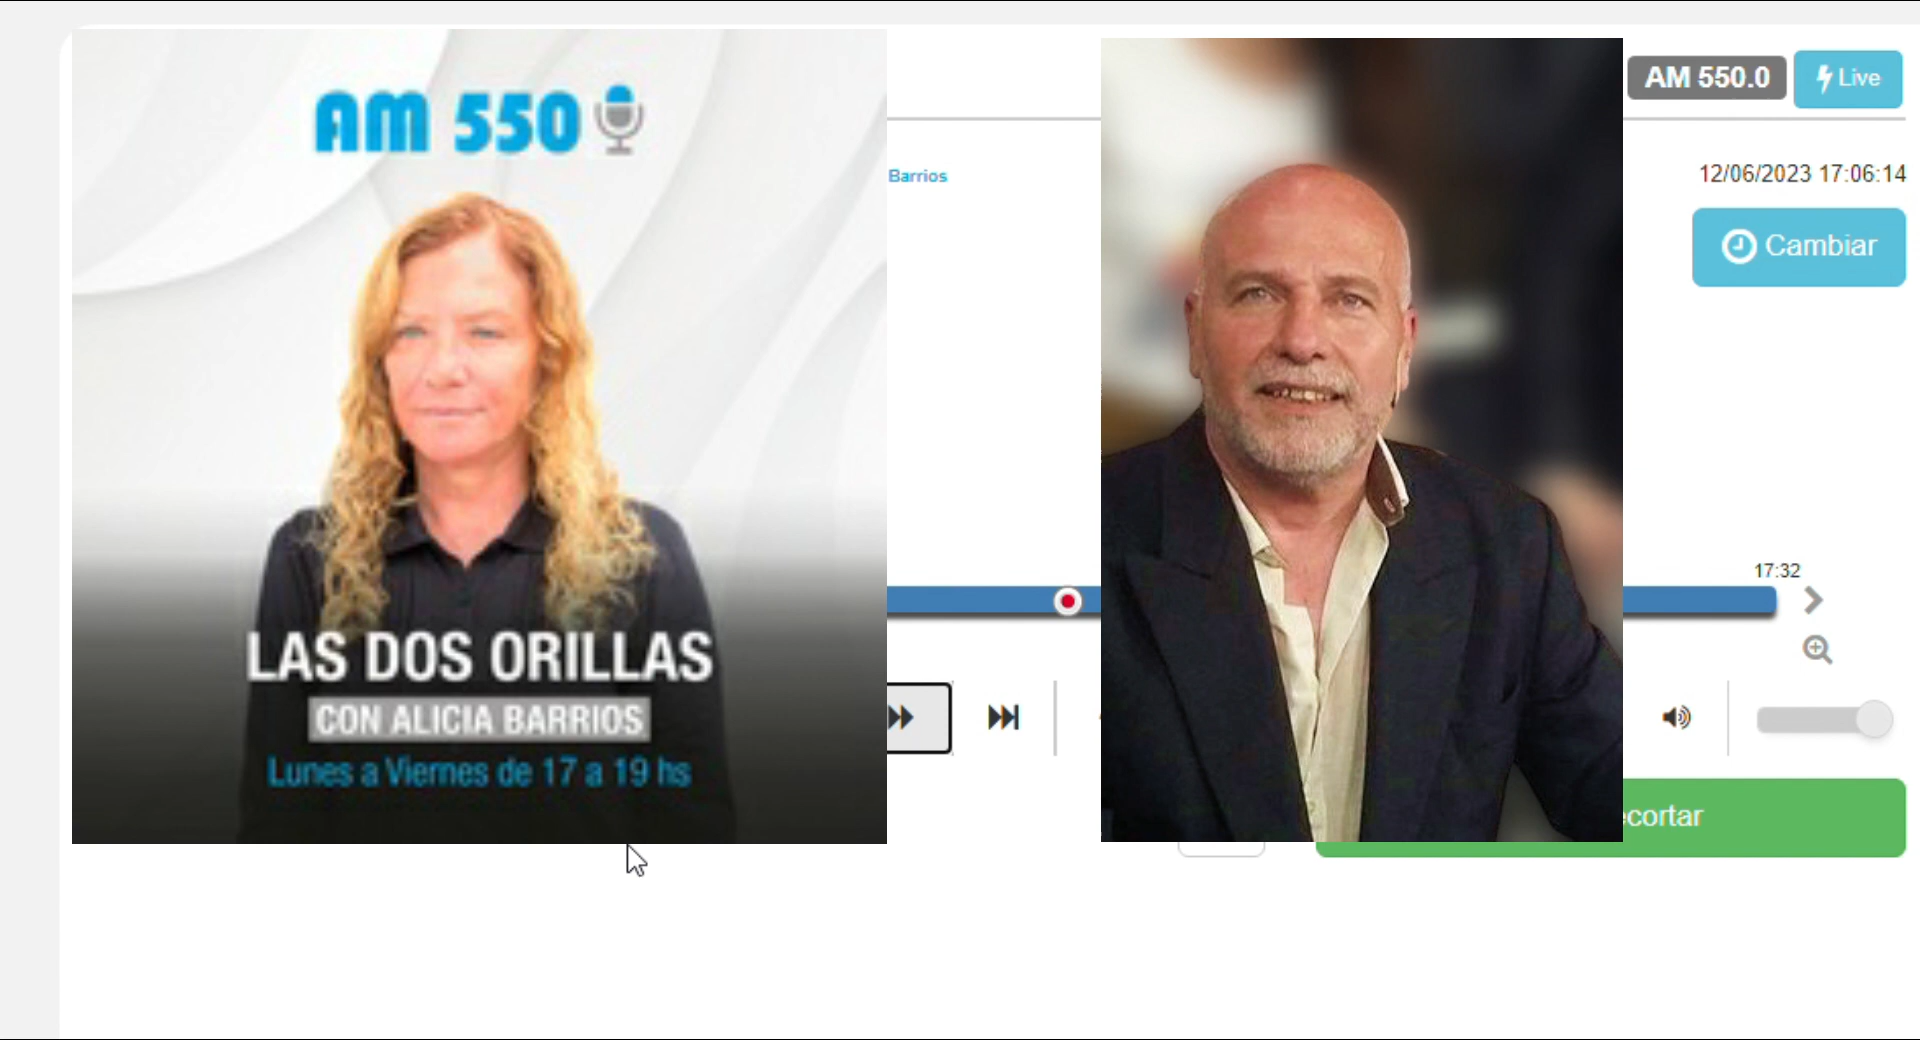 AM 550
AM 550.0
Live
Barrios
12/06/2023 17:06:14
Cambiar
17:32
LAS DOS ORILLAS
CON ALICIA BARRIOS
Lunes a Viernes de 17 a 19 hs
ecortar